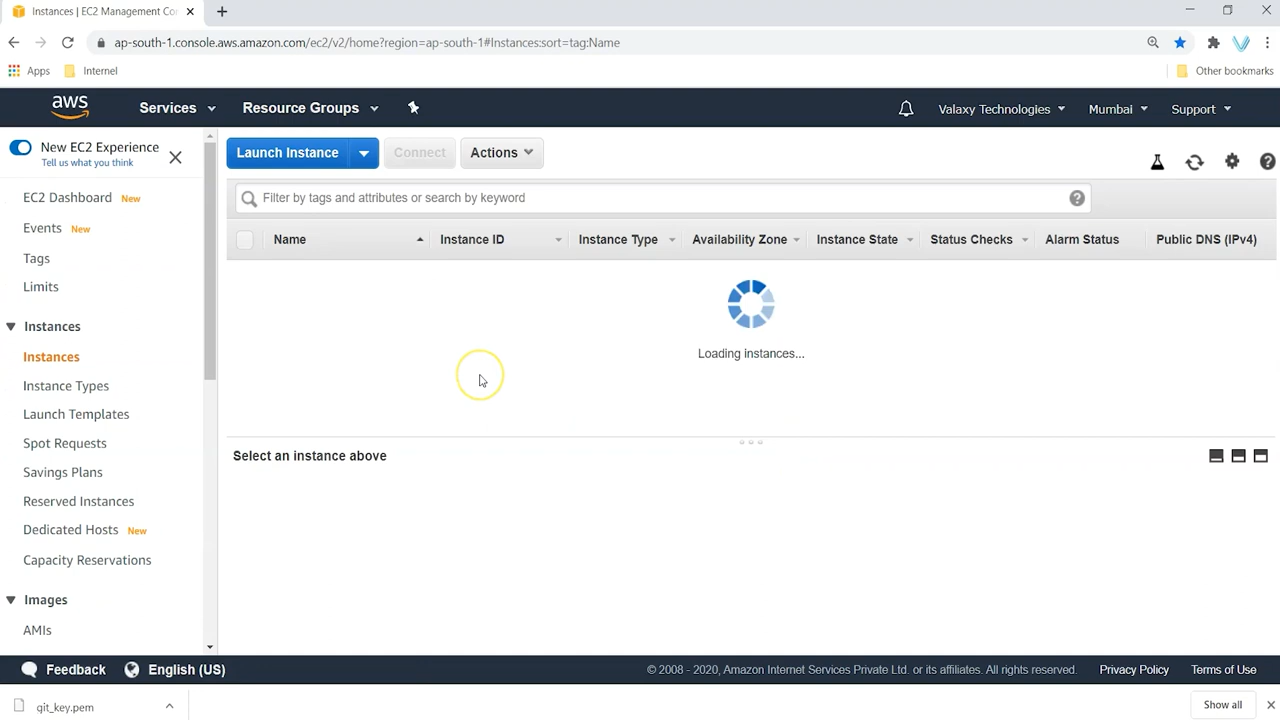 Instances | EC2 Management Con
ap-south-1.console.aws.amazon.com/ec2/v2/home?region=ap-south-1#Instances:sort=tag:Name
Apps
Internet
Other bookmarks
aws
Services
Resource Groups
Valaxy Technologies
Mumbai
Support
New EC2 Experience
Tell us what you think
EC2 Dashboard New
Events New
Tags
Limits
Instances
Instances
Instance Types
Launch Templates
Spot Requests
Savings Plans
Reserved Instances
Dedicated Hosts New
Capacity Reservations
Images
AMIs
Launch Instance
Connect
Actions
Filter by tags and attributes or search by keyword
Name
Instance ID
Instance Type
Availability Zone
Instance State
Status Checks
Alarm Status
Public DNS (IPv4)
Loading instances...
Select an instance above
Feedback
English (US)
© 2008 - 2020, Amazon Internet Services Private Ltd. or its affiliates. All rights reserved.
Privacy Policy
Terms of Use
git_key.pem
Show all